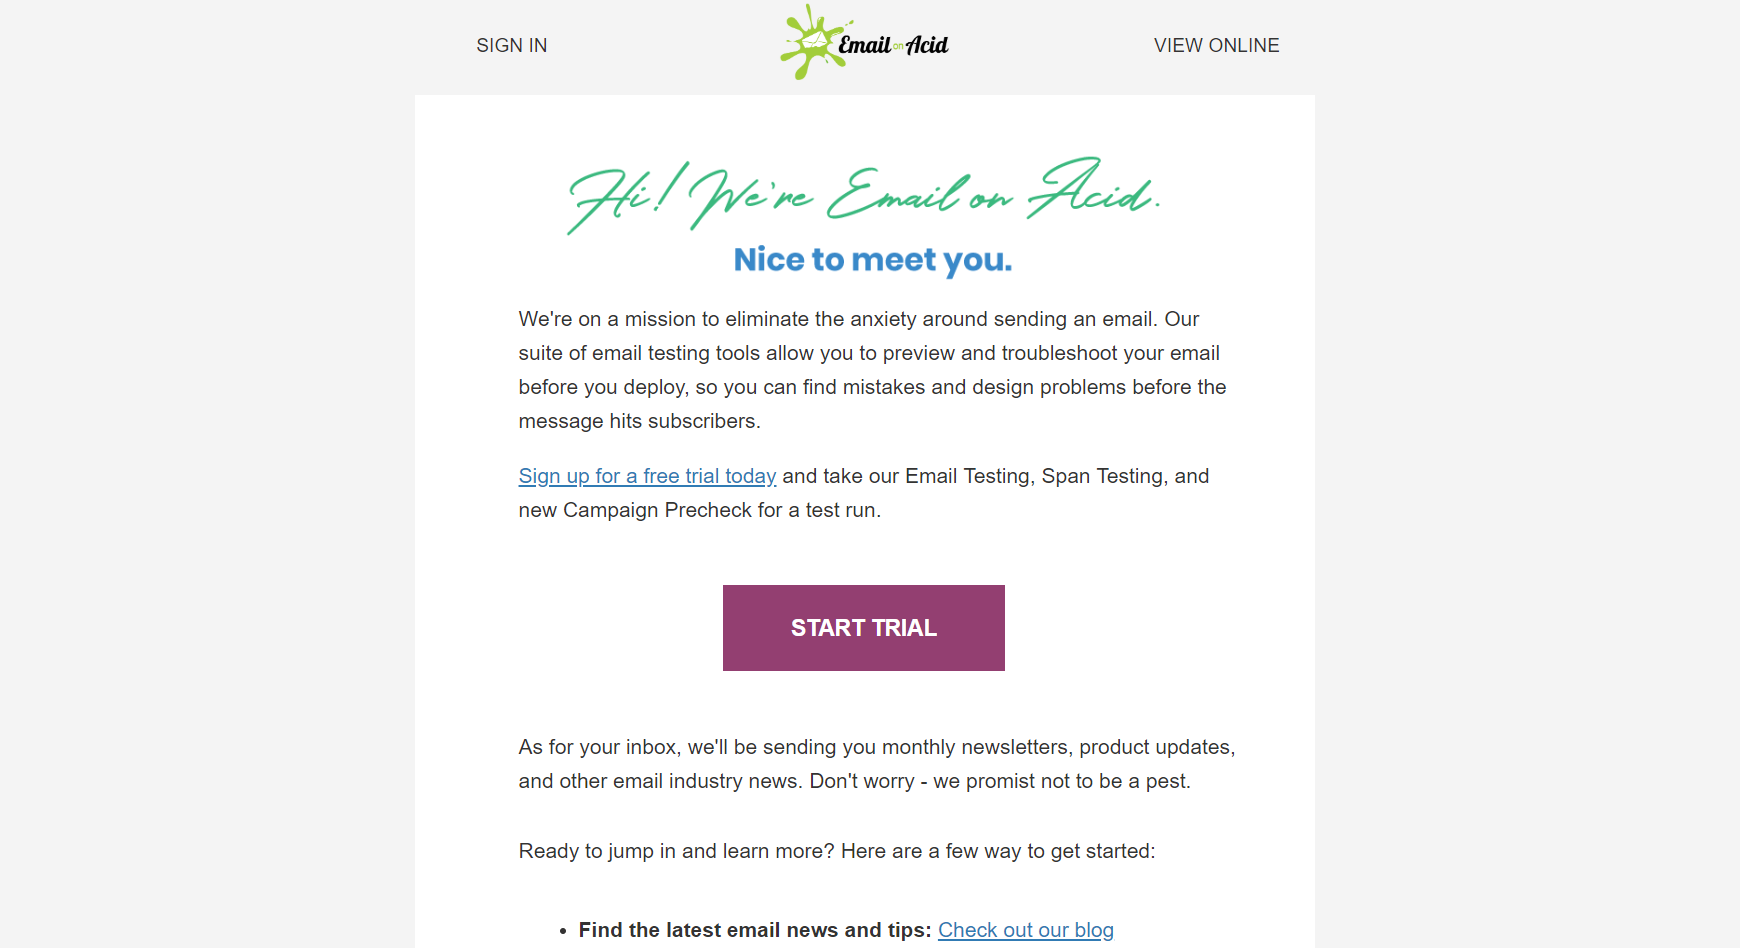 SIGN IN
Email on Acid
VIEW ONLINE
Hi! We're Email on Acid.
Nice to meet you.
We're on a mission to eliminate the anxiety around sending an email. Our
suite of email testing tools allow you to preview and troubleshoot your email
before you deploy, so you can find mistakes and design problems before the
message hits subscribers.
Sign up for a free trial today and take our Email Testing, Span Testing, and
new Campaign Precheck for a test run.
START TRIAL
As for your inbox, we'll be sending you monthly newsletters, product updates,
and other email industry news. Don't worry - we promist not to be a pest.
Ready to jump in and learn more? Here are a few way to get started:
• Find the latest email news and tips: Check out our blog